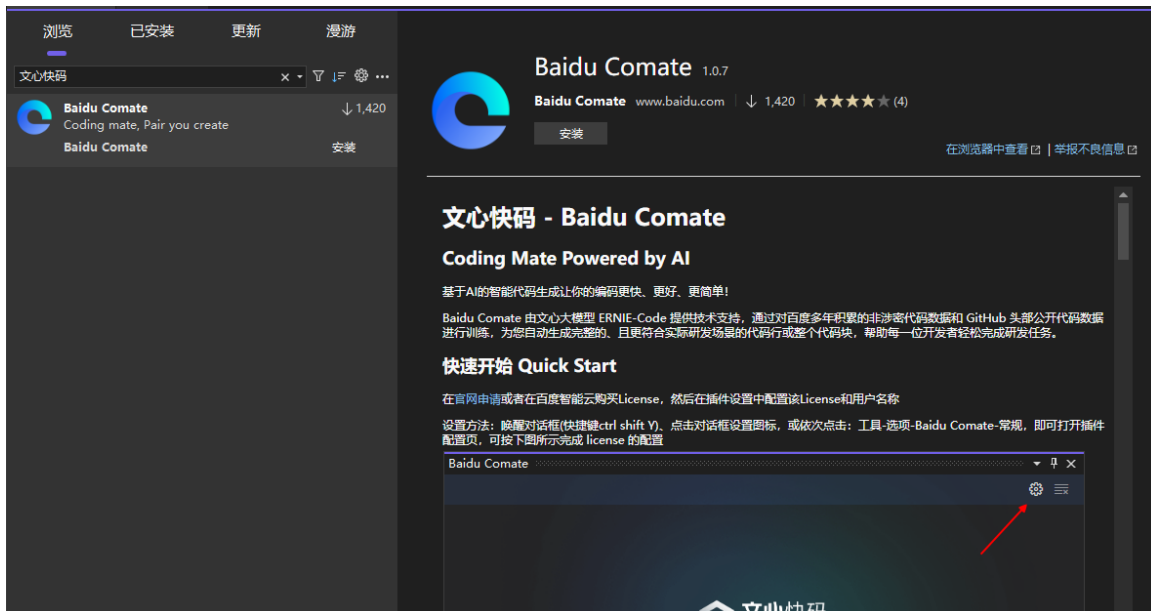 浏览 已安装 更新 漫游
文心快码
Baidu Comate 1,420
Coding mate, Pair you create
Baidu Comate 安装
Baidu Comate 1.0.7
Baidu Comate www.baidu.com 1,420 (4)
安装
在浏览器中查看 | 举报不良信息
文心快码 - Baidu Comate
Coding Mate Powered by AI
基于AI的智能代码生成让你的编码更快、更好、更简单!
Baidu Comate 由文心大模型 ERNIE-Code 提供技术支持，通过对百度多年积累的非涉密代码数据和 GitHub 头部公开代码数据
进行训练，为您自动生成完整的、且更符合实际研发场景的代码行或整个代码块，帮助每一位开发者轻松完成研发任务。
快速开始 Quick Start
在官网申请或者在百度智能云购买License，然后在插件设置中配置该License和用户名称
设置方法：唤醒对话框(快捷键ctrl shift Y)、点击对话框设置图标，或依次点击：工具-选项-Baidu Comate-常规，即可打开插件
配置页，可按下图所示完成 license 的配置
Baidu Comate
文心快码